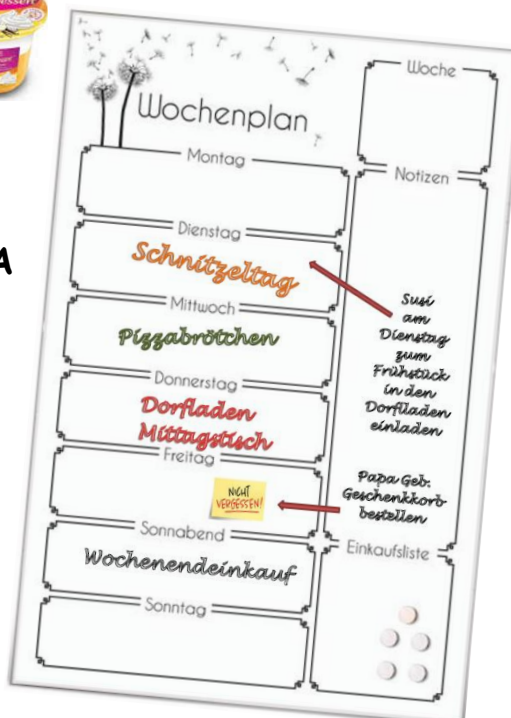 Wochenplan
Woche
Montag
Dienstag
Schnitzeltag
Mittwoch
Pizzabrötchen
Donnerstag
Dorfladen
Mittagstisch
Freitag
NICHT
VERGESSEN!
Sonnabend
Wochenendeinkauf
Sonntag
Notizen
Susi
am
Dienstag
zum
Frühstück
in den
Dorflladen
einladen
Papa Geb.
Geschenkkorb
bestellen
Einkaufsliste
A